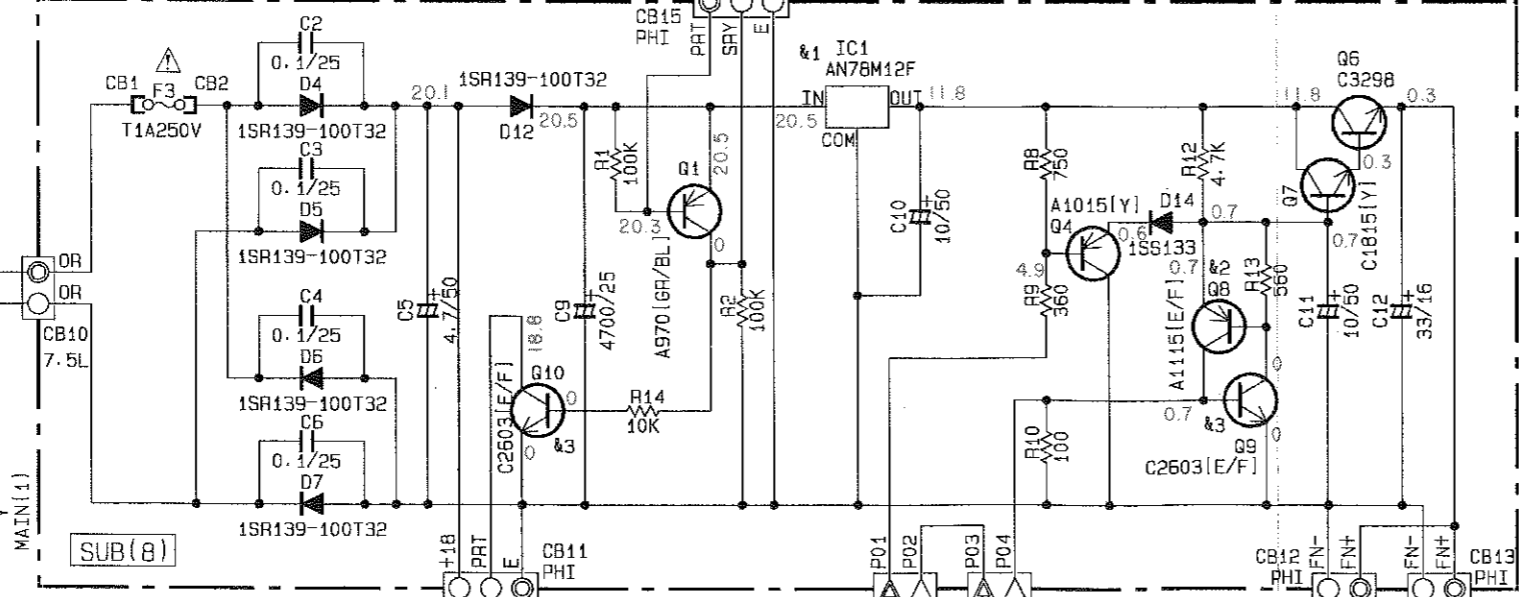 CB15
PHI
PRT
SRY
E
C2
0.1/25
CB1
F3
CB2
T1A250V
D4
1SR139-100T32
20.1
1SR139-100T32
D12
20.5
R1
100K
Q1
20.5
20.3
0
A970[GR/BL]
&1
IC1
AN78M12F
IN
OUT
COM
20.5
11.8
C10
10/50
R8
750
R12
4.7K
Q6
C3298
11.8
0.3
0.3
Q7
C1815[Y]
C3
0.1/25
D5
1SR139-100T32
A1015[Y]
Q4
4.9
0.6
D14
1SS133
0.7
0.7
0.7
&2
Q8
A1115[E/F]
R13
560
R9
360
C11
10/50
C12
33/16
OR
OR
CB10
7.5L
C4
0.1/25
D6
1SR139-100T32
C5
4.7/50
18.8
C9
4700/25
R2
100K
Q10
C2603[E/F]
0
0
&3
R14
10K
0
0.7
&3
Q9
0
C2603[E/F]
R10
100
C6
0.1/25
D7
1SR139-100T32
MAIN(1)
SUB(8)
+18
PRT
E
CB11
PHI
P01
P02
P03
P04
CB12
PHI
FN-
FN+
FN-
FN+
CB13
PHI